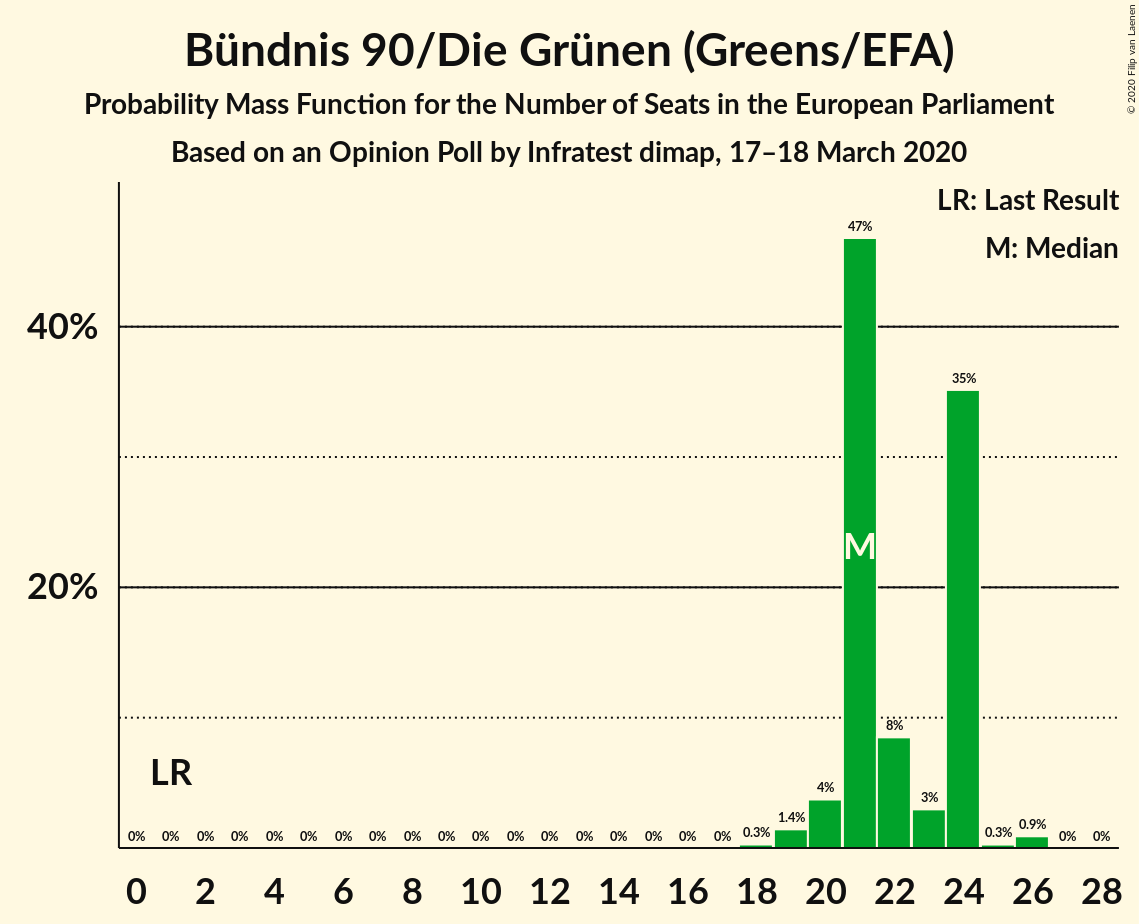 Bündnis 90/Die Grünen (Greens/EFA)
Probability Mass Function for the Number of Seats in the European Parliament
Based on an Opinion Poll by Infratest dimap, 17–18 March 2020
© 2020 Filip van Laenen
LR: Last Result
M: Median
40%
20%
47%
35%
M
8%
LR
4%
3%
0% 0% 0% 0% 0% 0% 0% 0% 0% 0% 0% 0% 0% 0% 0% 0% 0% 0% 0.3% 1.4% 0.3% 0.9% 0% 0%
0 2 4 6 8 10 12 14 16 18 20 22 24 26 28